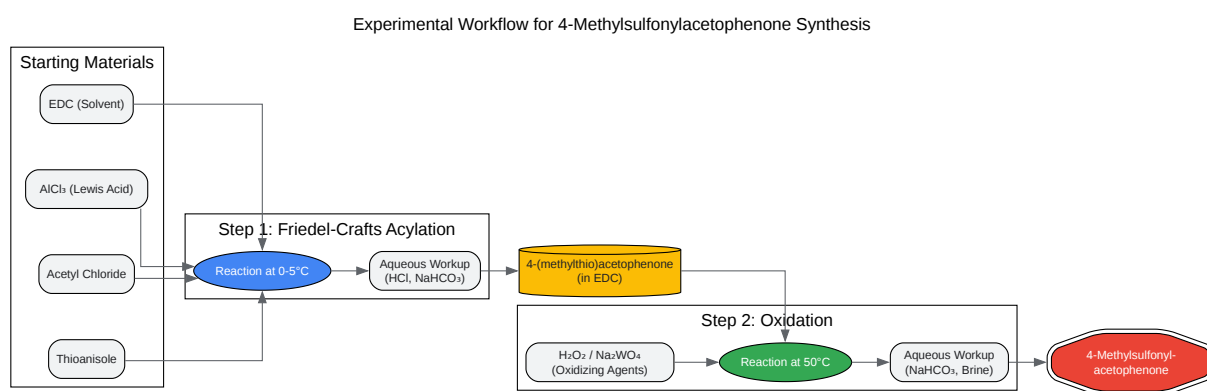 Experimental Workflow for 4-Methylsulfonylacetophenone Synthesis
Starting Materials
EDC (Solvent)
AlCl₃ (Lewis Acid)
Acetyl Chloride
Thioanisole
Step 1: Friedel-Crafts Acylation
Reaction at 0-5°C
Aqueous Workup
(HCl, NaHCO₃)
4-(methylthio)acetophenone
(in EDC)
Step 2: Oxidation
H₂O₂ / Na₂WO₄
(Oxidizing Agents)
Reaction at 50°C
Aqueous Workup
(NaHCO₃, Brine)
4-Methylsulfonyl-
acetophenone